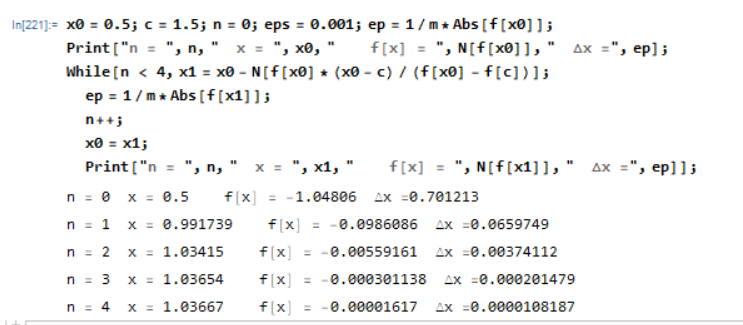 In[221]:= x0 = 0.5; c = 1.5; n = 0; eps = 0.001; ep = 1 / m * Abs[f[x0]];
Print["n = ", n, "  x = ", x0, "    f[x] = ", N[f[x0]], "  Δx =", ep];
While[n < 4, x1 = x0 - N[f[x0] * (x0 - c) / (f[x0] - f[c])];
ep = 1 / m * Abs[f[x1]];
n++;
x0 = x1;
Print["n = ", n, "  x = ", x1, "    f[x] = ", N[f[x1]], "  Δx =", ep]];
n = 0  x = 0.5    f[x] = -1.04806  Δx =0.701213
n = 1  x = 0.991739    f[x] = -0.0986086  Δx =0.0659749
n = 2  x = 1.03415    f[x] = -0.00559161  Δx =0.00374112
n = 3  x = 1.03654    f[x] = -0.000301138  Δx =0.000201479
n = 4  x = 1.03667    f[x] = -0.00001617  Δx =0.0000108187